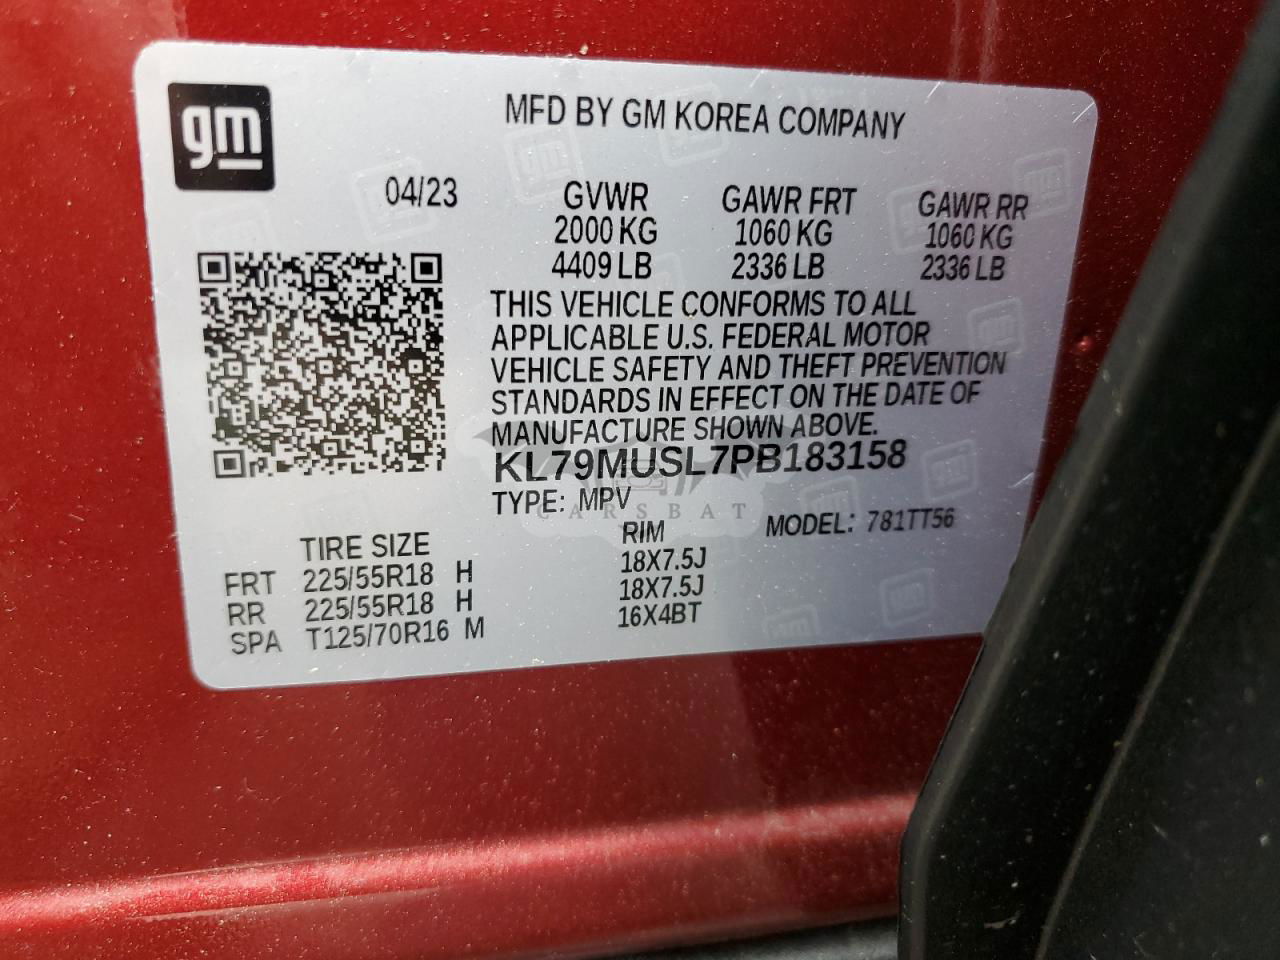 gm
MFD BY GM KOREA COMPANY
04/23 GVWR GAWR FRT GAWR RR
2000 KG 1060 KG 1060 KG
4409 LB 2336 LB 2336 LB
THIS VEHICLE CONFORMS TO ALL
APPLICABLE U.S. FEDERAL MOTOR
VEHICLE SAFETY AND THEFT PREVENTION
STANDARDS IN EFFECT ON THE DATE OF
MANUFACTURE SHOWN ABOVE.
KL79MUSL7PB183158
TYPE: MPV
CARSBAT
MODEL: 781TT56
TIRE SIZE RIM
FRT 225/55R18 H 18X7.5J
RR 225/55R18 H 18X7.5J
SPA T125/70R16 M 16X4BT